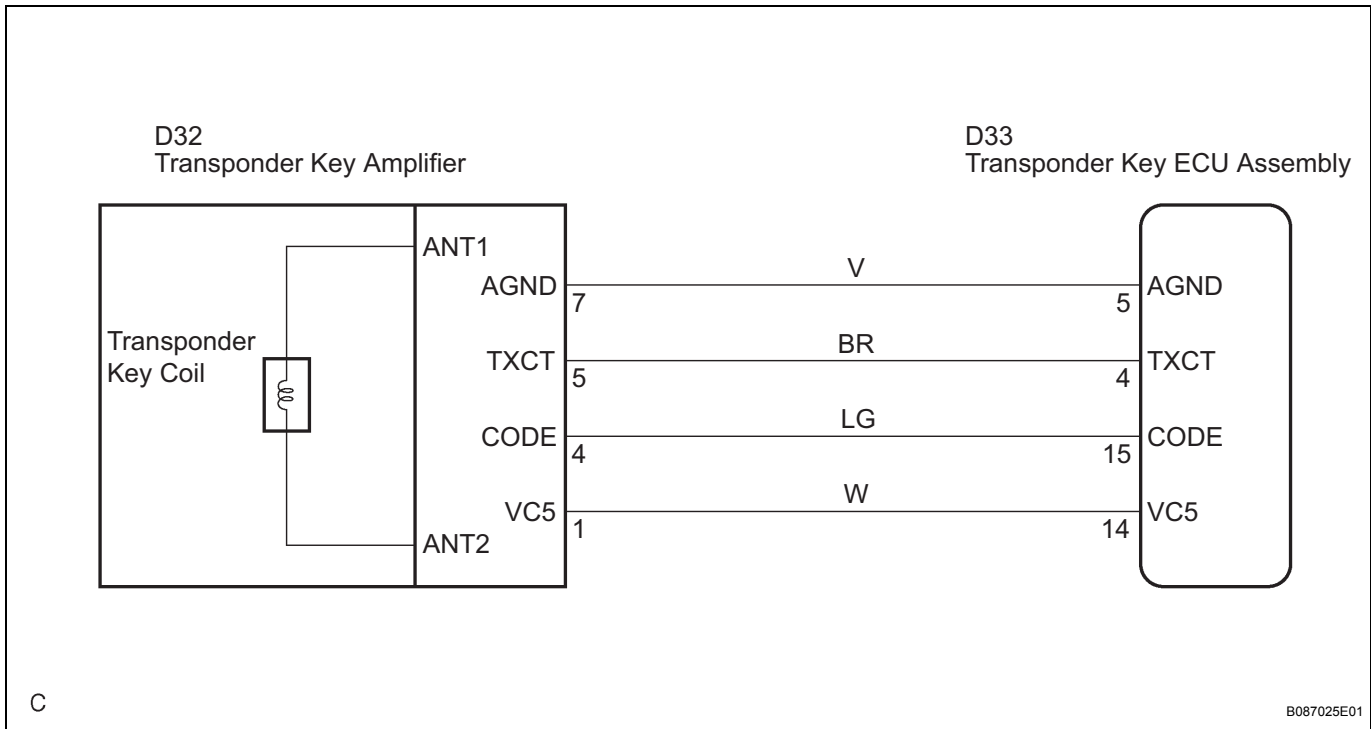 D32
Transponder Key Amplifier
D33
Transponder Key ECU Assembly
ANT1
Transponder
Key Coil
ANT2
AGND
7
V
5
AGND
TXCT
5
BR
4
TXCT
CODE
4
LG
15
CODE
VC5
1
W
14
VC5
C
B087025E01